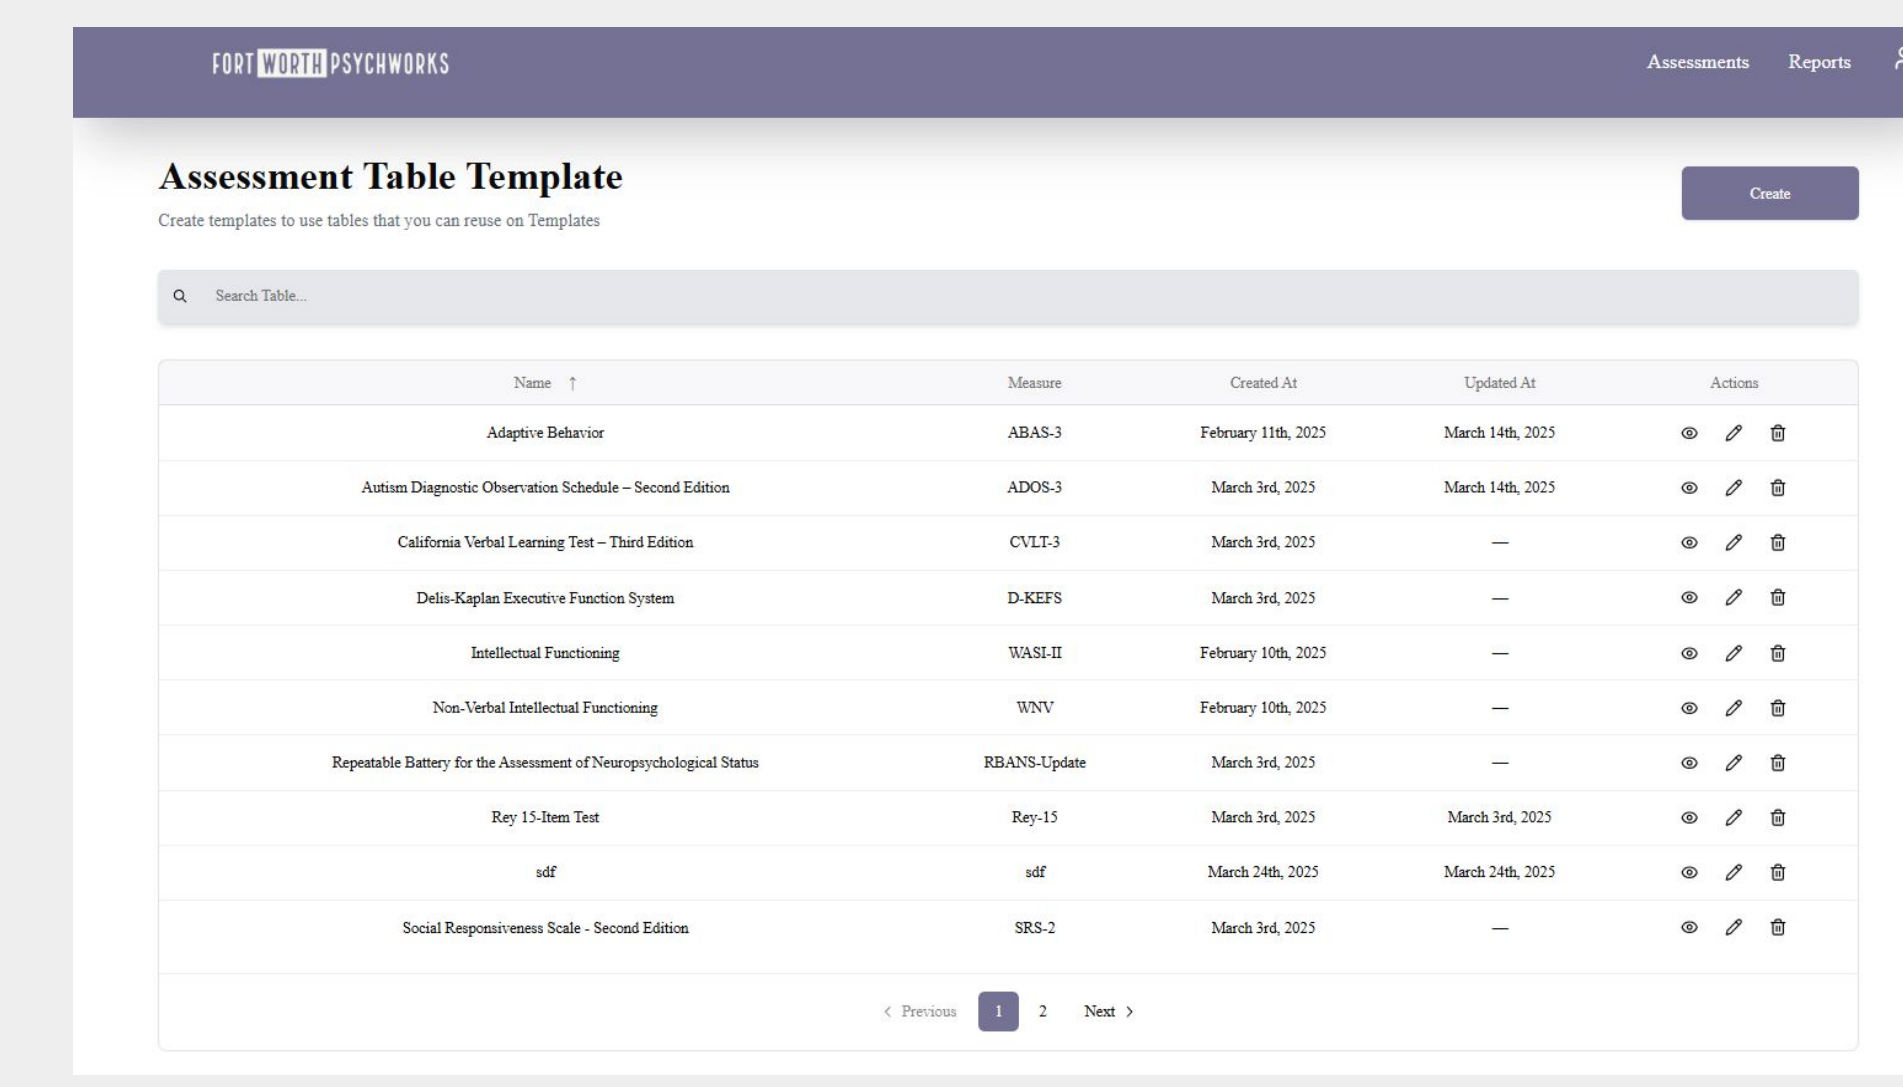 FORT WORTH PSYCHWORKS
Assessments Reports
Assessment Table Template
Create
Create templates to use tables that you can reuse on Templates
Search Table...
Name ↑ Measure Created At Updated At Actions
Adaptive Behavior ABAS-3 February 11th, 2025 March 14th, 2025
Autism Diagnostic Observation Schedule – Second Edition ADOS-3 March 3rd, 2025 March 14th, 2025
California Verbal Learning Test – Third Edition CVLT-3 March 3rd, 2025 —
Delis-Kaplan Executive Function System D-KEFS March 3rd, 2025 —
Intellectual Functioning WASI-II February 10th, 2025 —
Non-Verbal Intellectual Functioning WNV February 10th, 2025 —
Repeatable Battery for the Assessment of Neuropsychological Status RBANS-Update March 3rd, 2025 —
Rey 15-Item Test Rey-15 March 3rd, 2025 March 3rd, 2025
sdf sdf March 24th, 2025 March 24th, 2025
Social Responsiveness Scale - Second Edition SRS-2 March 3rd, 2025 —
< Previous 1 2 Next >